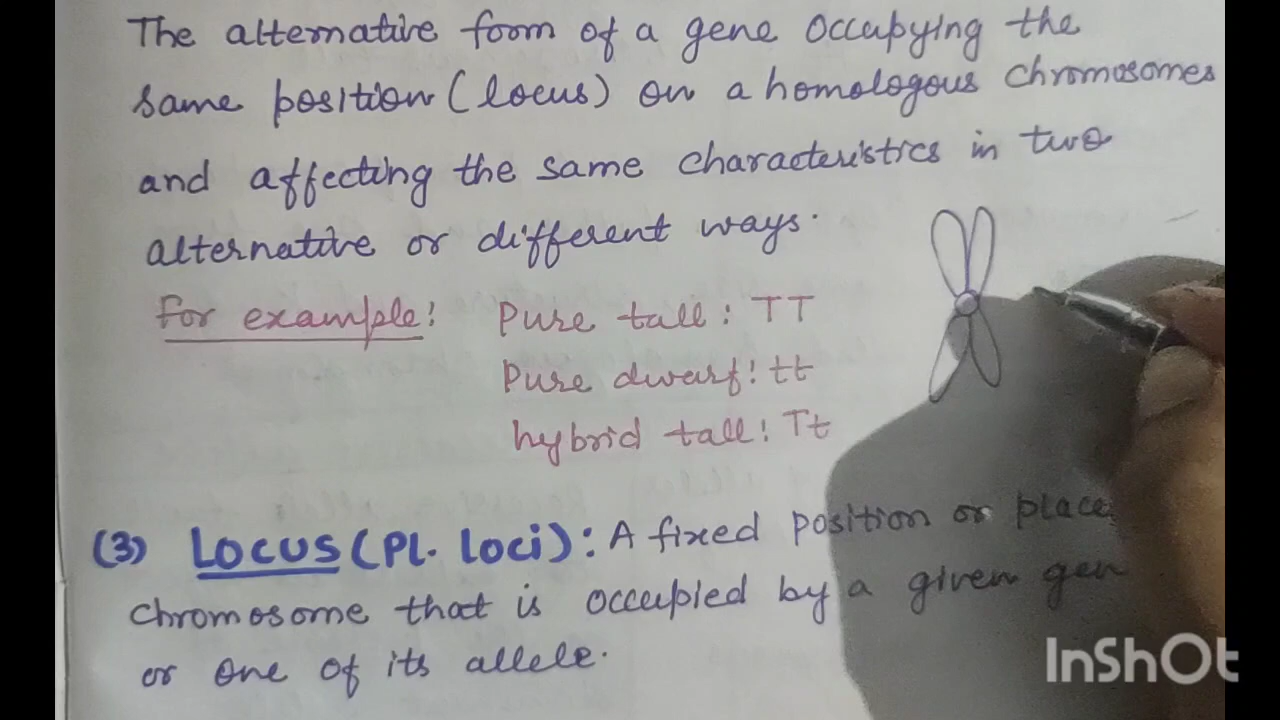 The alternative form of a gene occupying the
same position (locus) on a homologous chromosomes
and affecting the same characteristics in two
alternative or different ways.
for example: Pure tall: TT
Pure dwarf: tt
hybrid tall: Tt
(3) Locus (Pl. loci): A fixed position or place
chromosome that is occupied by a given gen
or one of its allele.
InShOt